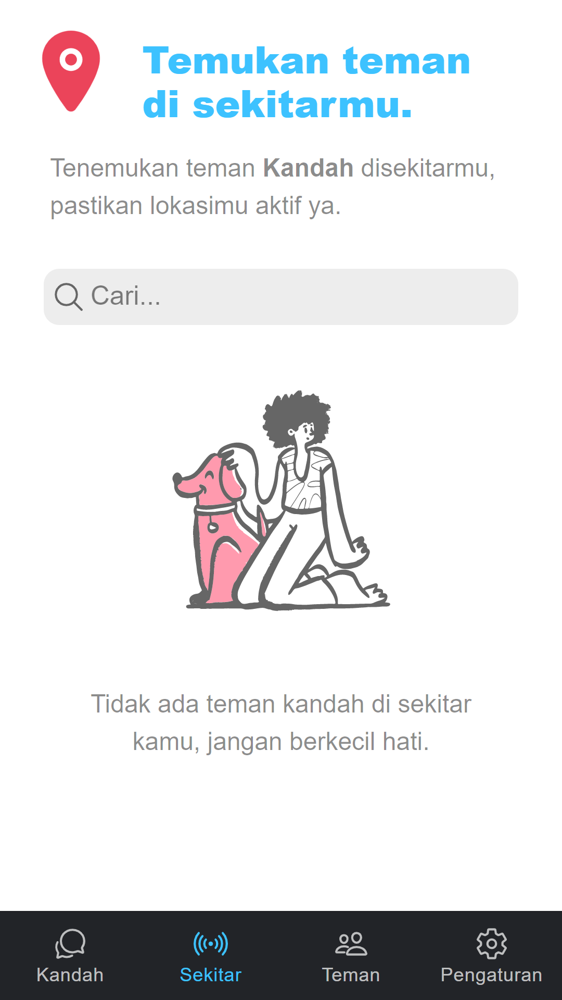 Temukan teman
di sekitarmu.
Tenemukan teman Kandah disekitarmu,
pastikan lokasimu aktif ya.
Cari...
Tidak ada teman kandah di sekitar
kamu, jangan berkecil hati.
Kandah
Sekitar
Teman
Pengaturan